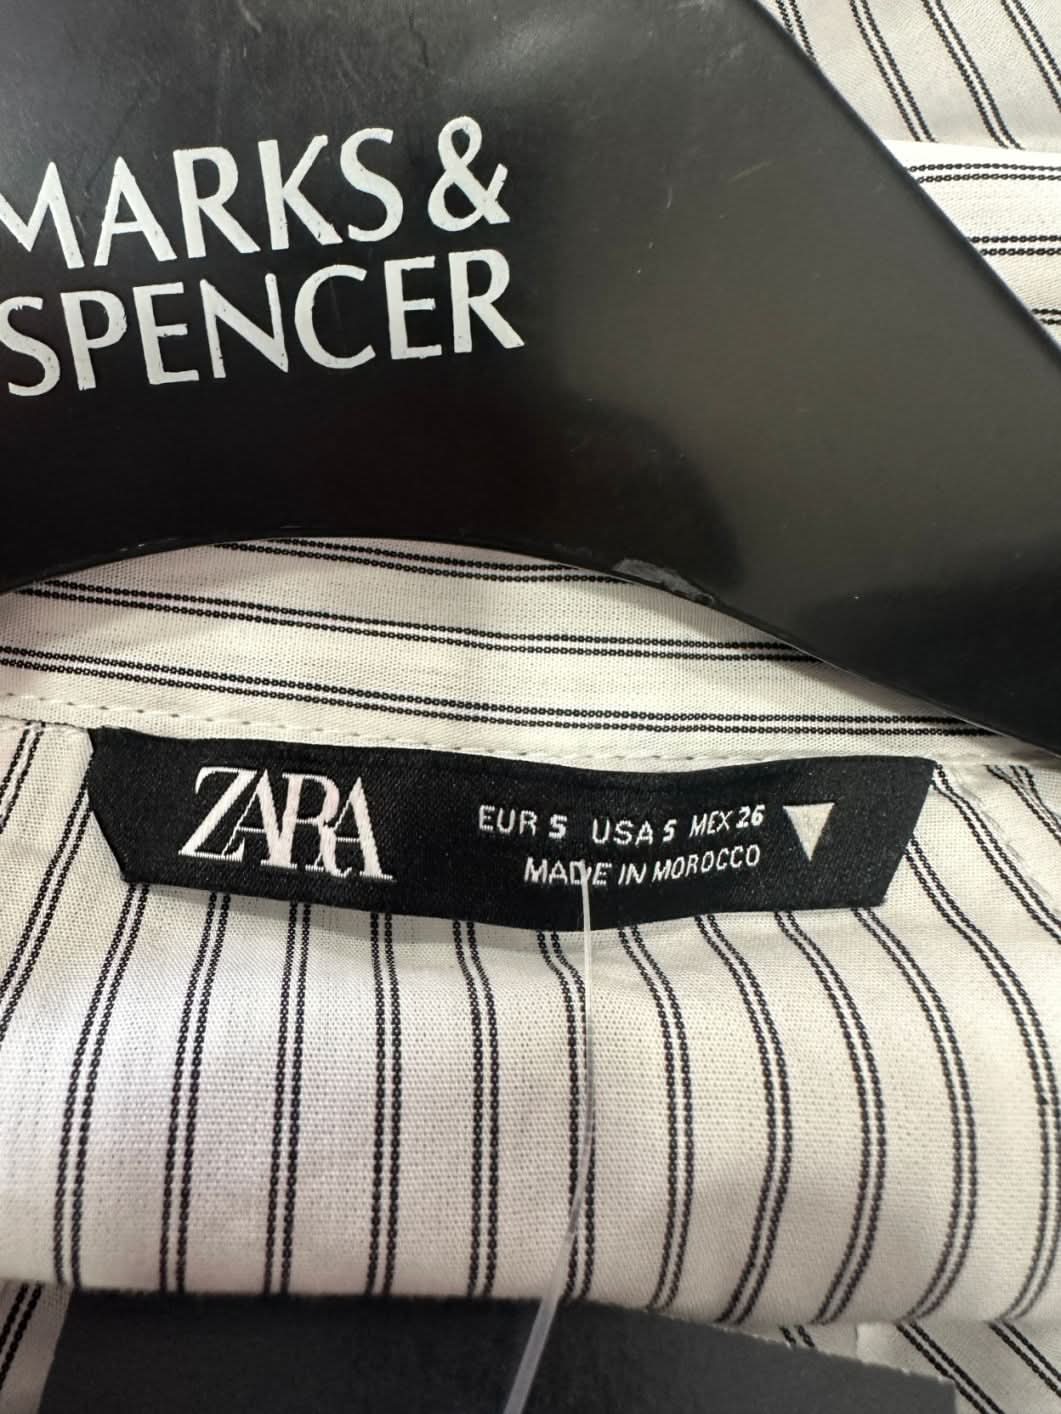 MARKS &
SPENCER
ZARA
EUR S USA S MEX 26
MADE IN MOROCCO